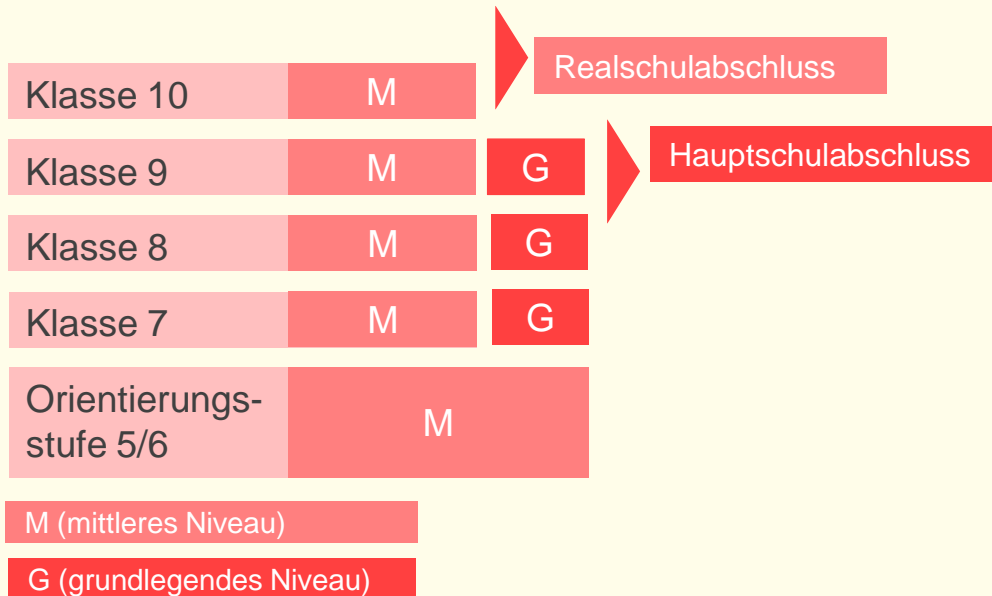 Realschulabschluss
Klasse 10
M
Hauptschulabschluss
Klasse 9
M
G
Klasse 8
M
G
Klasse 7
M
G
Orientierungs-
stufe 5/6
M
M (mittleres Niveau)
G (grundlegendes Niveau)